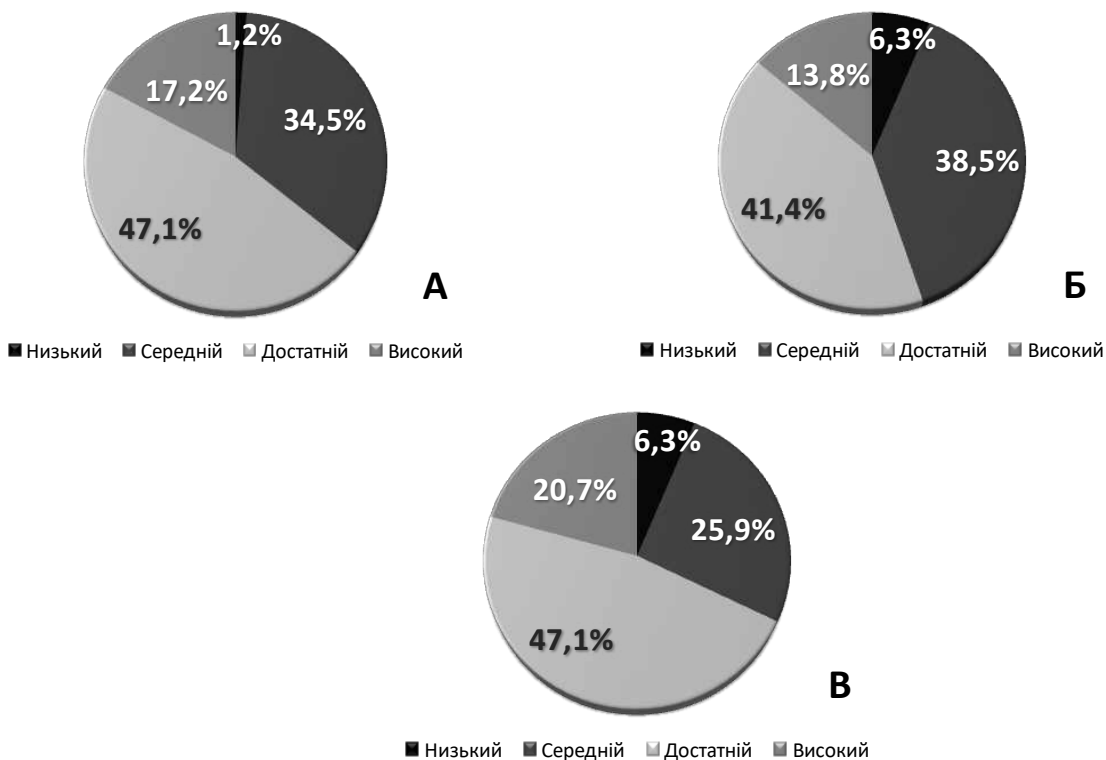 1,2%
17,2%
34,5%
47,1%
А
Низький Середній Достатній Високий
6,3%
13,8%
38,5%
41,4%
Б
Низький Середній Достатній Високий
6,3%
20,7%
25,9%
47,1%
В
Низький Середній Достатній Високий